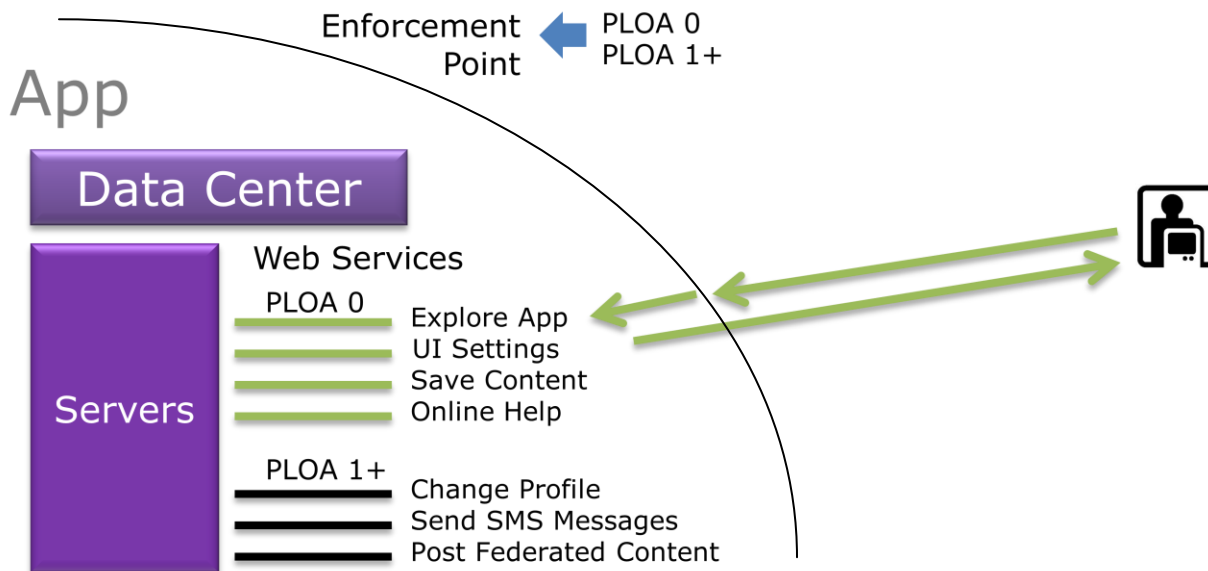 Enforcement
Point
PLOA 0
PLOA 1+
App
Data Center
Servers
Web Services
PLOA 0
Explore App
UI Settings
Save Content
Online Help
PLOA 1+
Change Profile
Send SMS Messages
Post Federated Content